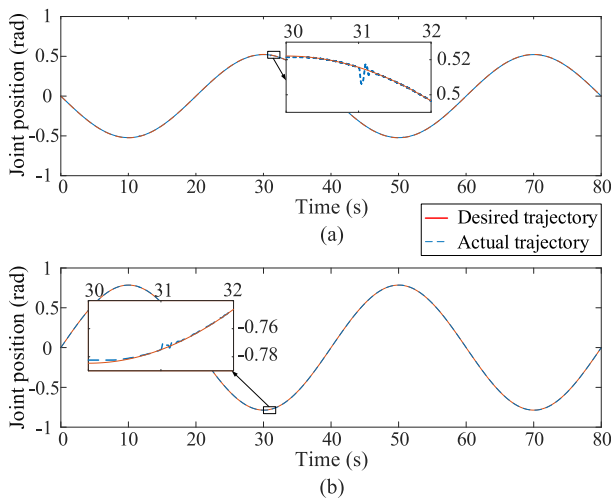 1
0.5
0
-0.5
-1
Joint position (rad)
30 31 32
0.52
0.5
0 10 20 30 40 50 60 70 80
Time (s)
(a)
Desired trajectory
Actual trajectory
1
0.5
0
-0.5
-1
Joint position (rad)
30 31 32
-0.76
-0.78
0 10 20 30 40 50 60 70 80
Time (s)
(b)